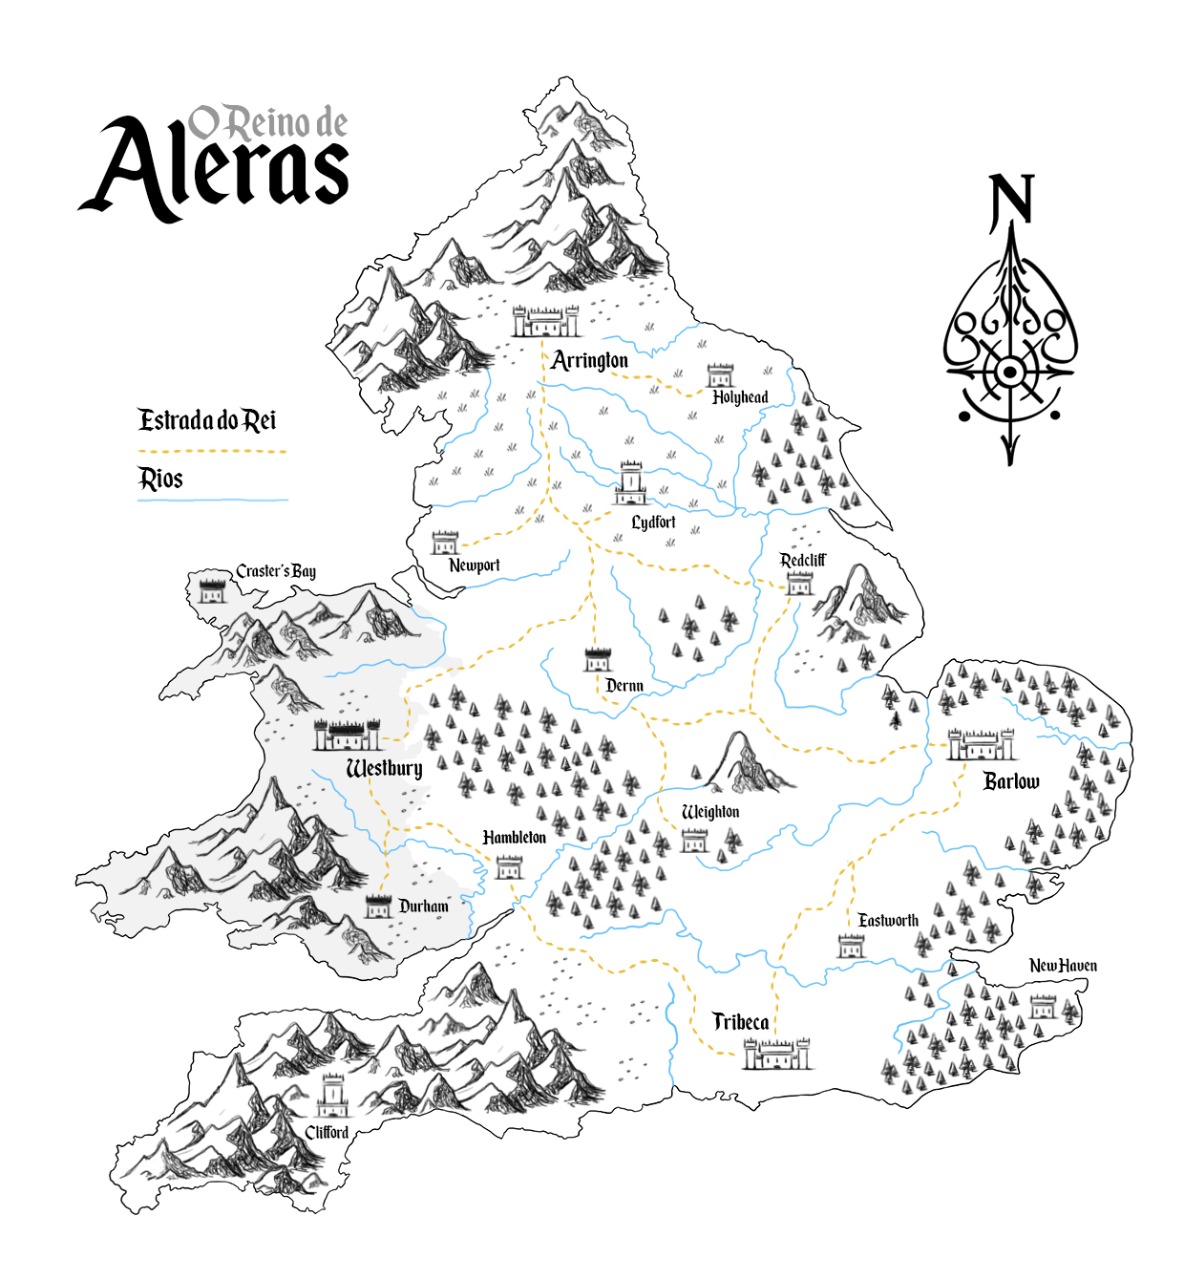 O Reino de
Aleras
N
Estrada do Rei
Rios
Arrington
Holyhead
Lydfort
Newport
Redcliff
Craster's Bay
Dernn
Westbury
Barlow
Weighton
Hambleton
Durham
Eastworth
New Haven
Tribeca
Clifford